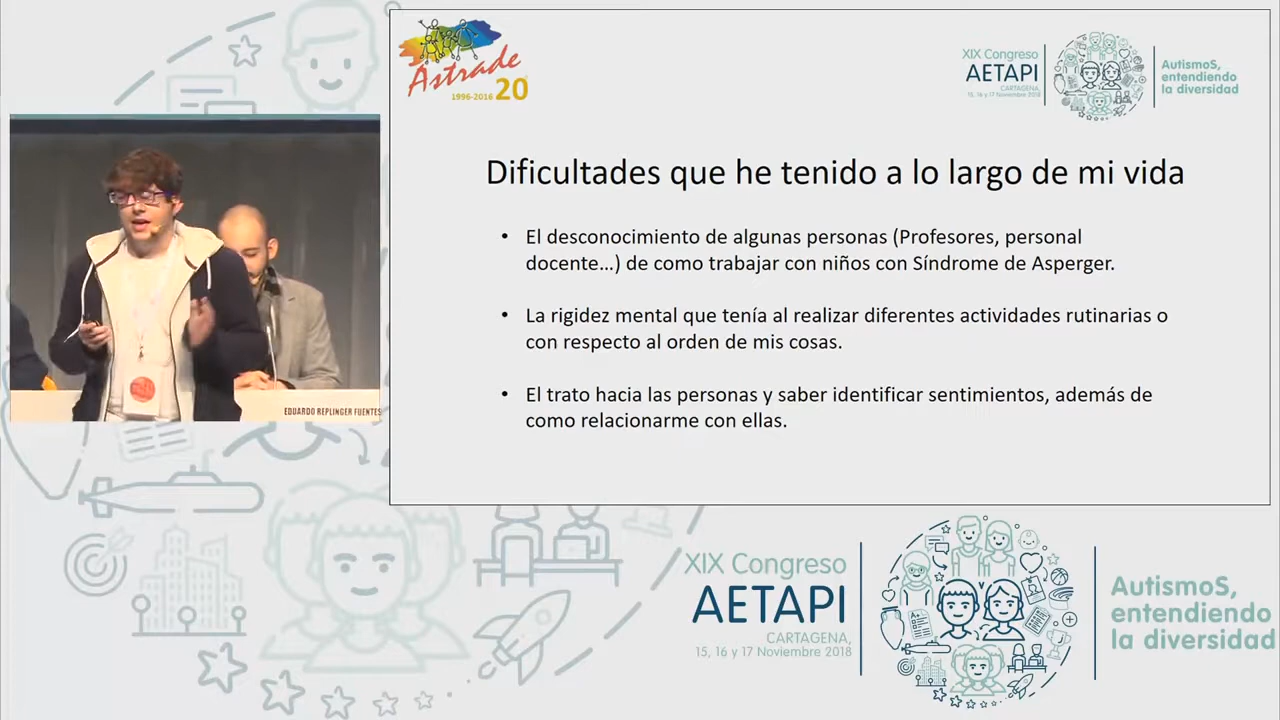 Astrade
1996-2016 20
XIX Congreso
AETAPI
CARTAGENA,
15, 16 y 17 Noviembre 2018
AutismoS,
entendiendo
la diversidad
Dificultades que he tenido a lo largo de mi vida
• El desconocimiento de algunas personas (Profesores, personal
docente...) de como trabajar con niños con Síndrome de Asperger.
• La rigidez mental que tenía al realizar diferentes actividades rutinarias o
con respecto al orden de mis cosas.
• El trato hacia las personas y saber identificar sentimientos, además de
como relacionarme con ellas.
EDUARDO REPLINGER FUENTES
XIX Congreso
AETAPI
CARTAGENA,
15, 16 y 17 Noviembre 2018
AutismoS,
entendiendo
la diversidad